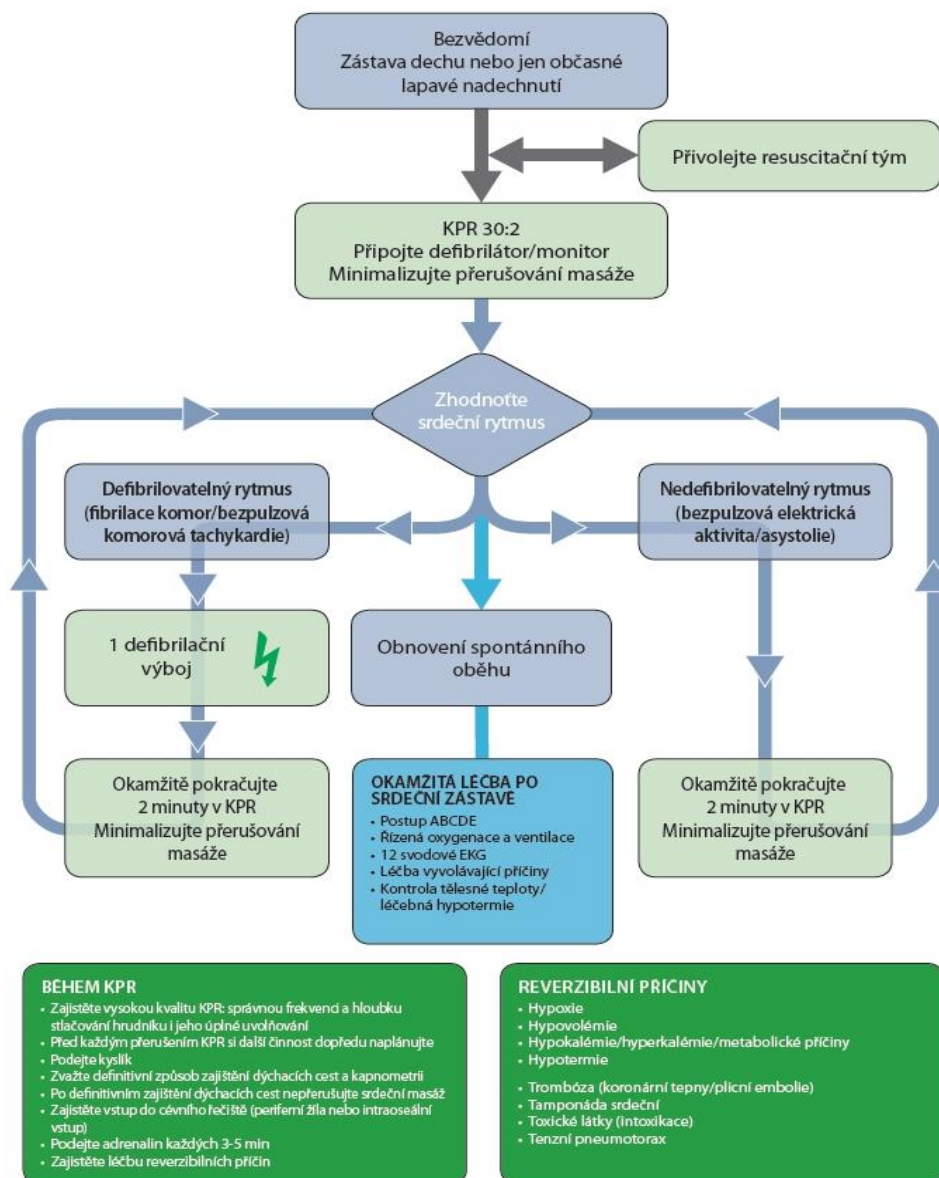 Bezvědomí
Zástava dechu nebo jen občasné
lapavé nadechnutí
Přivolejte resuscitační tým
KPR 30:2
Připojte defibrilátor/monitor
Minimalizujte přerušování masáže
Zhodnoťte
srdeční rytmus
Defibrilovatelný rytmus
(fibrilace komor/bezpulzová
komorová tachykardie)
Nedefibrilovatelný rytmus
(bezpulzová elektrická
aktivita/asystolie)
1 defibrilační
výboj
Obnovení spontánního
oběhu
Okamžitě pokračujte
2 minuty v KPR
Minimalizujte přerušování
masáže
OKAMŽITÁ LÉČBA PO
SRDEČNÍ ZÁSTAVĚ
• Postup ABCDE
• Řízená oxygenace a ventilace
• 12 svodové EKG
• Léčba vyvolávající příčiny
• Kontrola tělesné teploty/
léčebná hypotermie
Okamžitě pokračujte
2 minuty v KPR
Minimalizujte přerušování
masáže
BĚHEM KPR
• Zajistěte vysokou kvalitu KPR: správnou frekvenci a hloubku
stlačování hrudníku i jeho úplné uvolňování
• Před každým přerušením KPR si další činnost dopředu naplánujte
• Podejte kyslík
• Zvažte definitivní způsob zajištění dýchacích cest a kapnometrii
• Po definitivním zajištění dýchacích cest nepřerušujte srdeční masáž
• Zajistěte vstup do cévního řečiště (periferní žíla nebo intraoseální
vstup)
• Podejte adrenalin každých 3-5 min
• Zajistěte léčbu reverzibilních příčin
REVERZIBILNÍ PŘÍČINY
• Hypoxie
• Hypovolémie
• Hypokalémie/hyperkalémie/metabolické příčiny
• Hypotermie
• Trombóza (koronární tepny/plicní embolie)
• Tamponáda srdeční
• Toxické látky (intoxikace)
• Tenzní pneumotorax